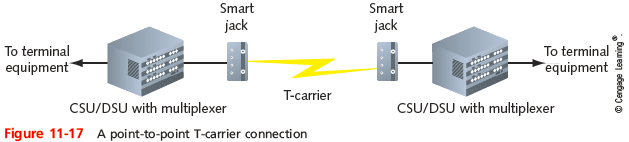 Smart
jack
Smart
jack
To terminal
equipment
To terminal
equipment
T-carrier
CSU/DSU with multiplexer
CSU/DSU with multiplexer
© Cengage Learning®.
Figure 11-17 A point-to-point T-carrier connection